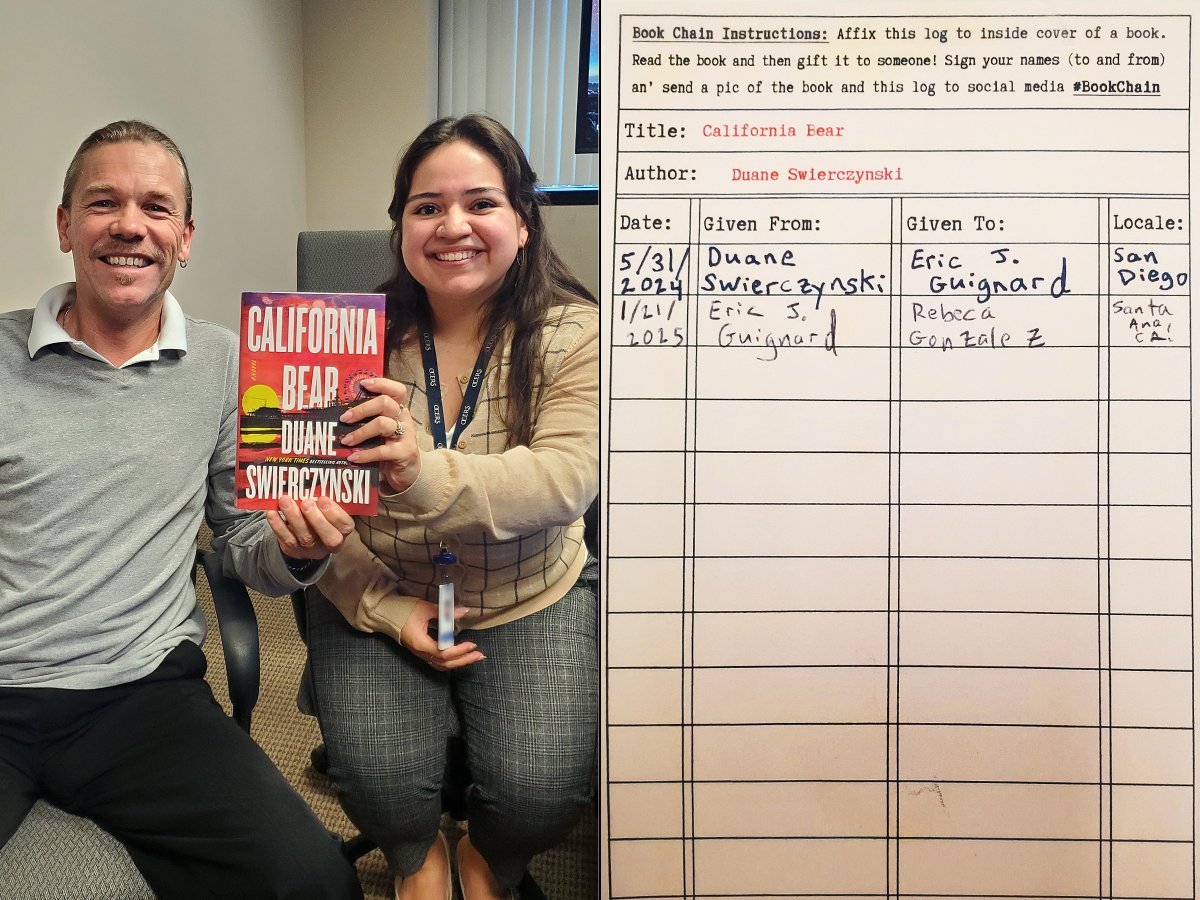 CALIFORNIA
A NOVEL
BEAR
DUANE
NEW YORK TIMES BESTSELLING AUTHOR
SWIERCZYNSKI
OCERS
Book Chain Instructions: Affix this log to inside cover of a book.
Read the book and then gift it to someone! Sign your names (to and from)
an' send a pic of the book and this log to social media #BookChain
Title: California Bear
Author: Duane Swierczynski
Date: Given From: Given To: Locale:
5/31/ Duane Eric J. San
2024 Swierczynski Guignard Diego
1/21/ Eric J. Rebeca Santa
2025 Guignard Gonzalez Ana,
CA!